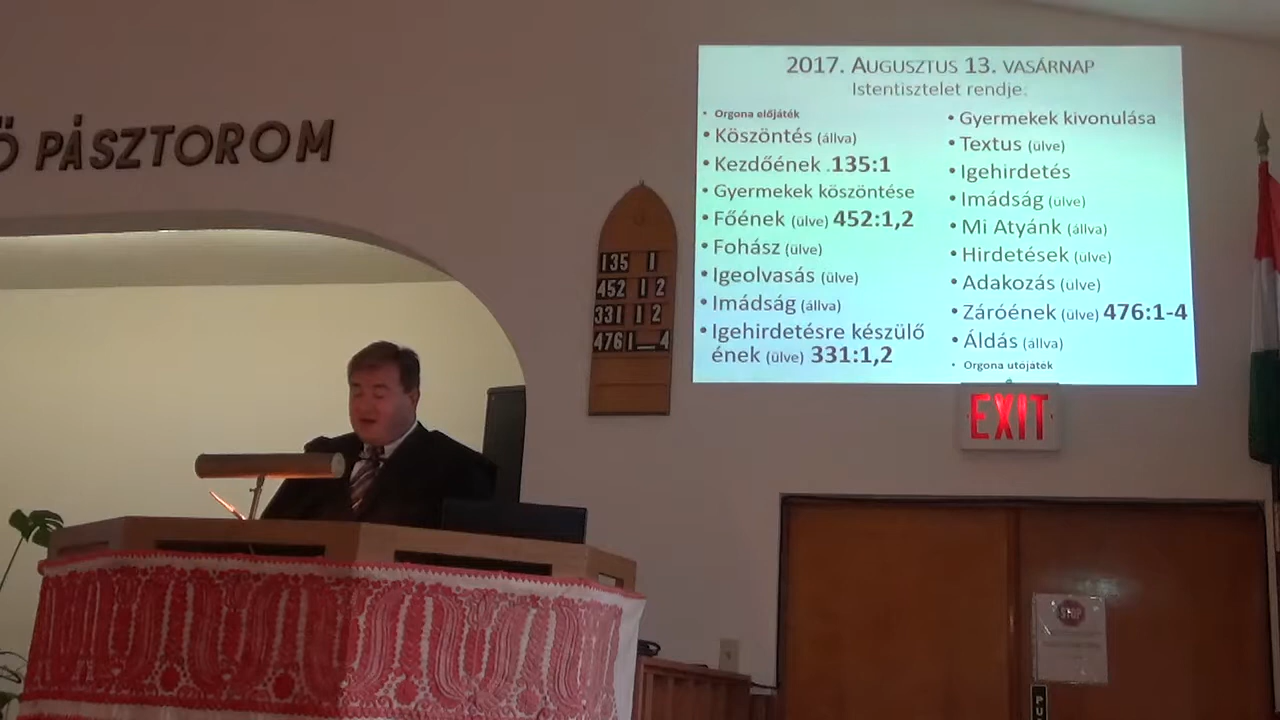 Ő PÁSZTOROM
2017. AUGUSZTUS 13. VASÁRNAP
Istentisztelet rendje:
• Orgona előjáték
• Köszöntés (állva)
• Kezdőének .135:1
• Gyermekek köszöntése
• Főének (ülve) 452:1,2
• Fohász (ülve)
• Igeolvasás (ülve)
• Imádság (állva)
• Igehirdetésre készülő
ének (ülve) 331:1,2
• Gyermekek kivonulása
• Textus (ülve)
• Igehirdetés
• Imádság (ülve)
• Mi Atyánk (állva)
• Hirdetések (ülve)
• Adakozás (ülve)
• Záróének (ülve) 476:1-4
• Áldás (állva)
• Orgona utójáték
135 1
452 1 2
331 1 2
476 1_4
EXIT
STOP
PU